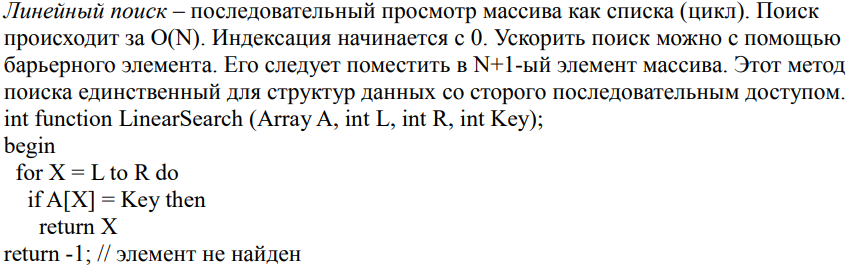 Линейный поиск – последовательный просмотр массива как списка (цикл). Поиск
происходит за O(N). Индексация начинается с 0. Ускорить поиск можно с помощью
барьерного элемента. Его следует поместить в N+1-ый элемент массива. Этот метод
поиска единственный для структур данных со сторого последовательным доступом.
int function LinearSearch (Array A, int L, int R, int Key);
begin
for X = L to R do
if A[X] = Key then
return X
return -1; // элемент не найден